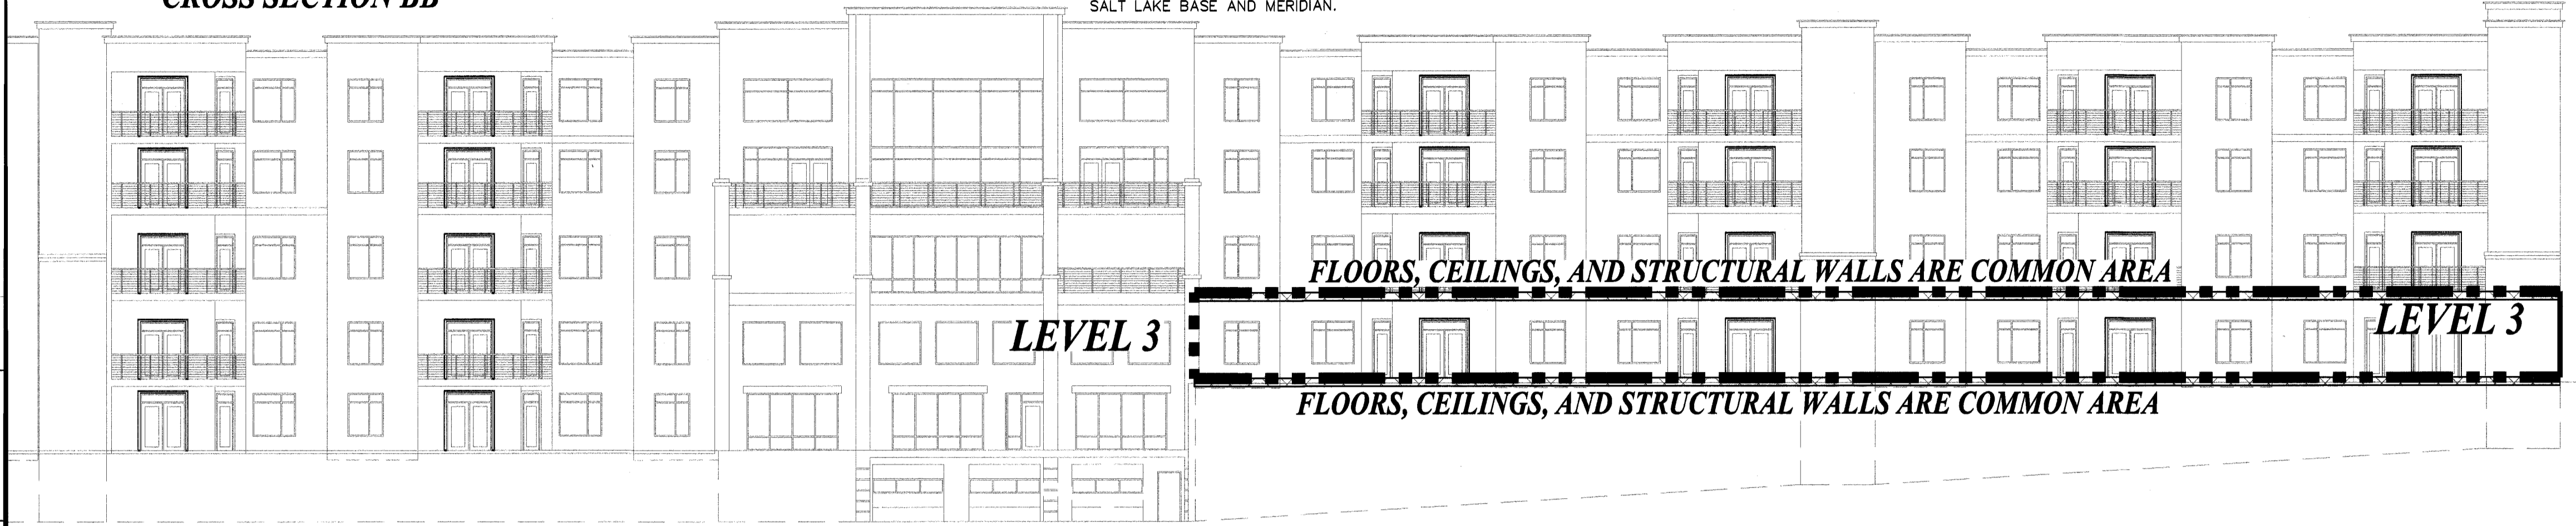 CROSS SECTION BB
SALT LAKE BASE AND MERIDIAN.
FLOORS, CEILINGS, AND STRUCTURAL WALLS ARE COMMON AREA
LEVEL 3
LEVEL 3
FLOORS, CEILINGS, AND STRUCTURAL WALLS ARE COMMON AREA